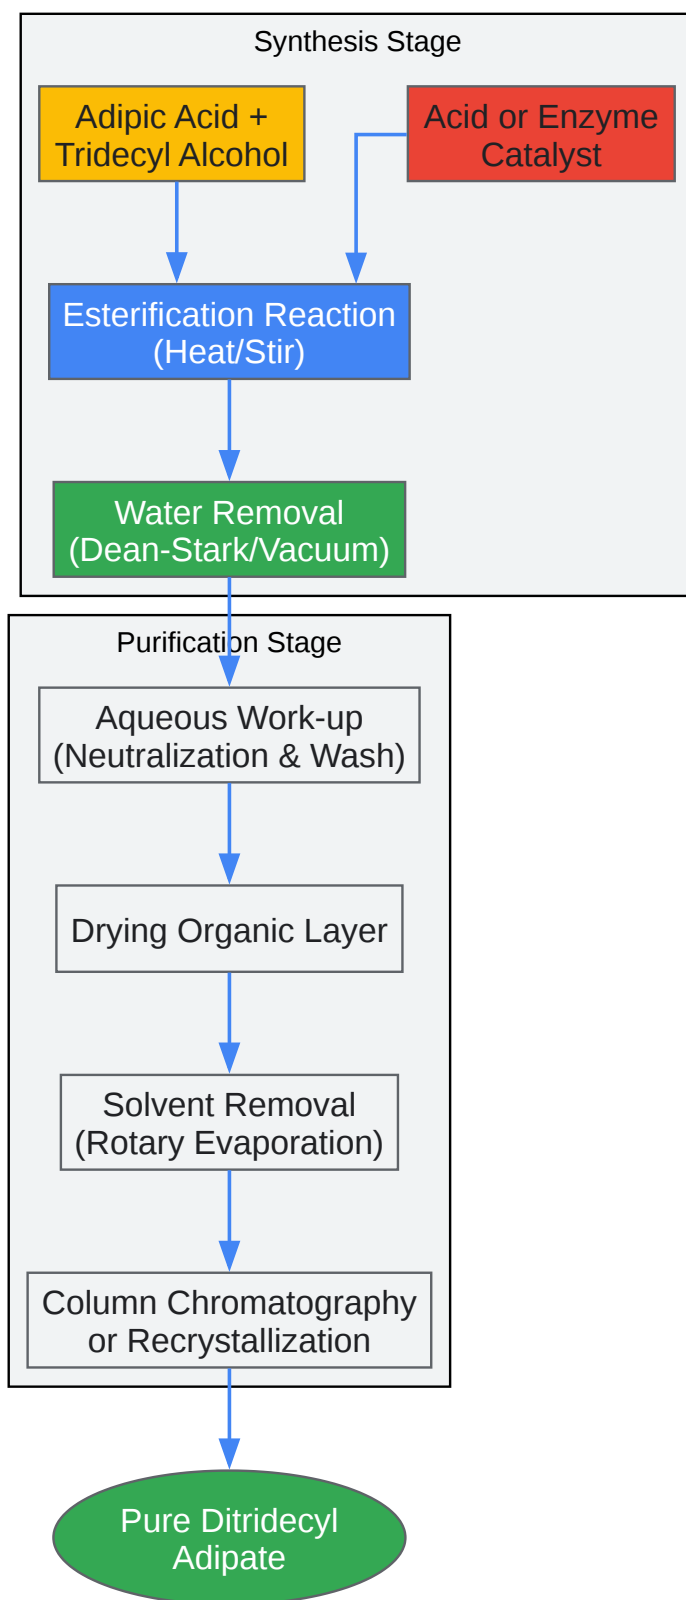 Synthesis Stage
Adipic Acid +
Tridecyl Alcohol
Acid or Enzyme
Catalyst
Esterification Reaction
(Heat/Stir)
Water Removal
(Dean-Stark/Vacuum)
Purification Stage
Aqueous Work-up
(Neutralization & Wash)
Drying Organic Layer
Solvent Removal
(Rotary Evaporation)
Column Chromatography
or Recrystallization
Pure Ditridecyl
Adipate